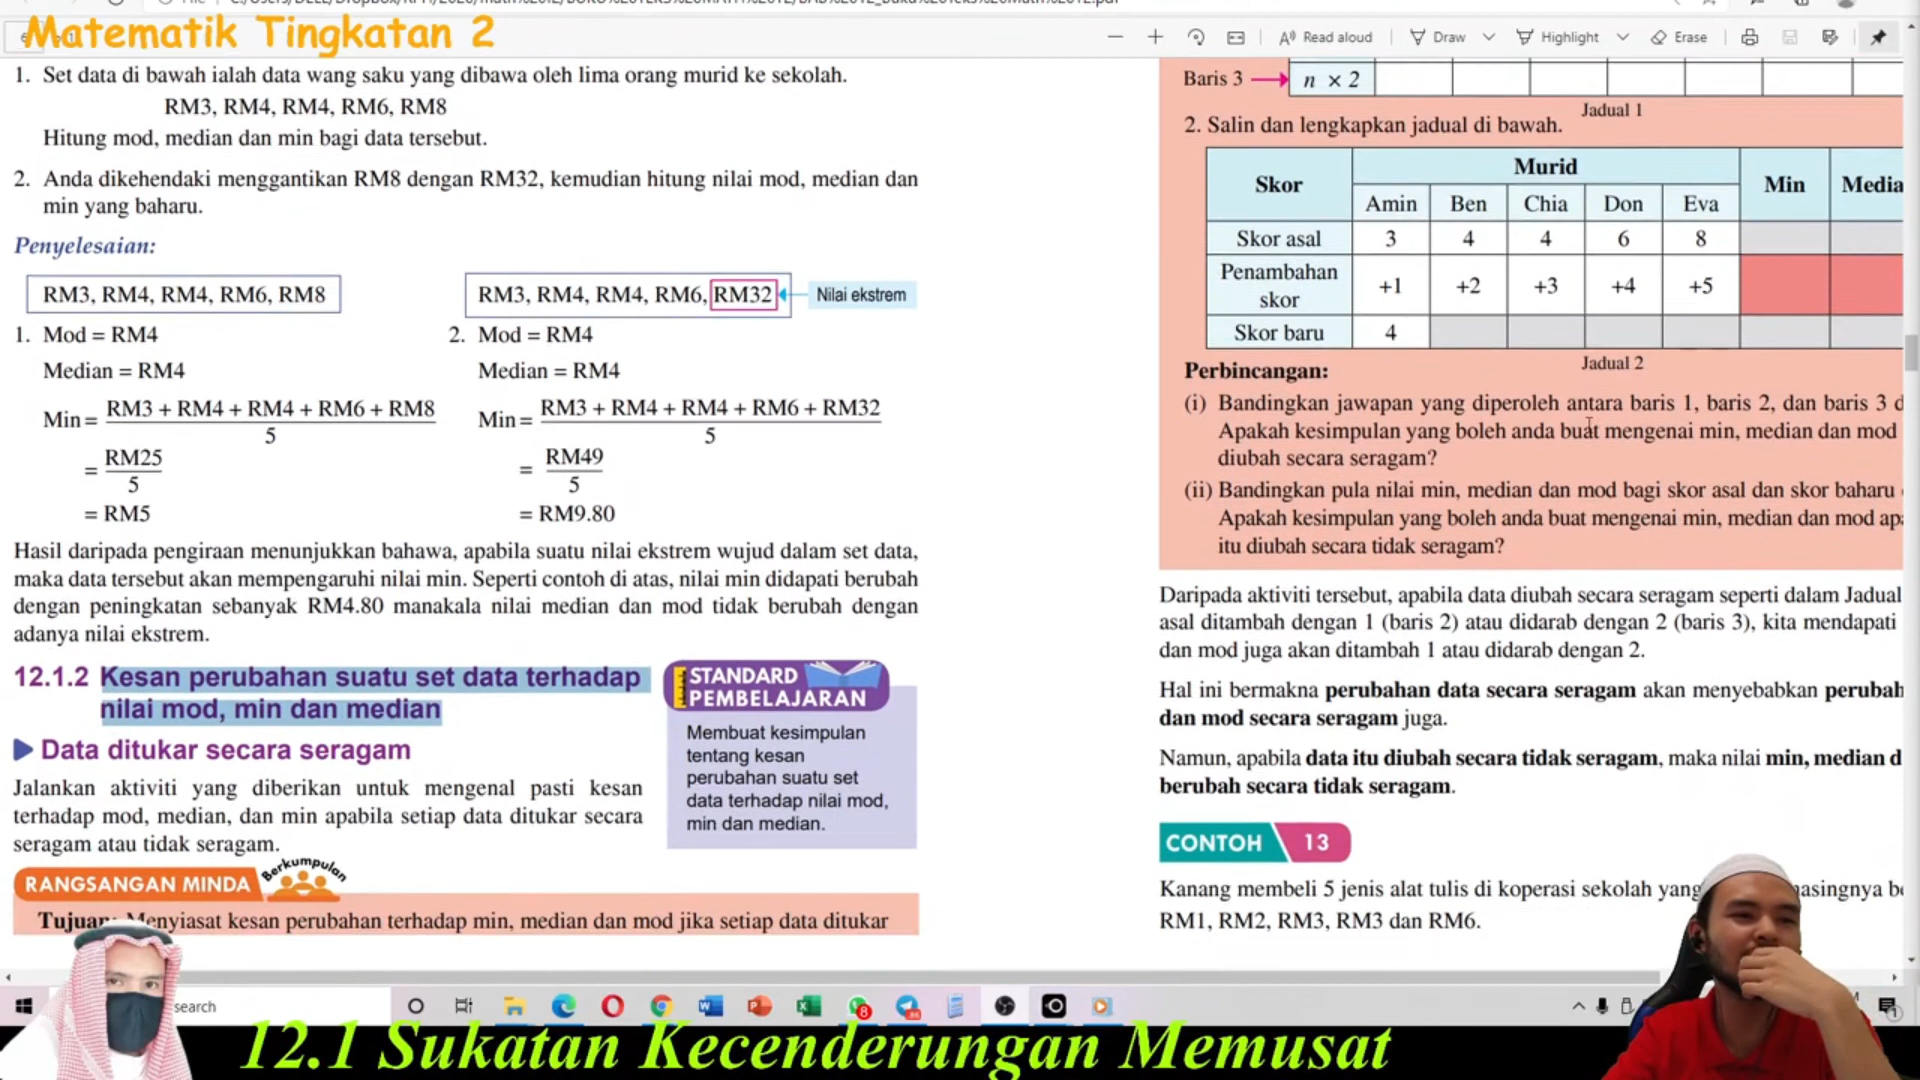 Matematik Tingkatan 2
Read aloud
Draw
Highlight
Erase
1. Set data di bawah ialah data wang saku yang dibawa oleh lima orang murid ke sekolah.
RM3, RM4, RM4, RM6, RM8
Hitung mod, median dan min bagi data tersebut.
2. Anda dikehendaki menggantikan RM8 dengan RM32, kemudian hitung nilai mod, median dan
min yang baharu.
Penyelesaian:
RM3, RM4, RM4, RM6, RM8
1. Mod = RM4
Median = RM4
Min = RM3 + RM4 + RM4 + RM6 + RM8
5
= RM25
5
= RM5
RM3, RM4, RM4, RM6, RM32
Nilai ekstrem
2. Mod = RM4
Median = RM4
Min = RM3 + RM4 + RM4 + RM6 + RM32
5
= RM49
5
= RM9.80
Hasil daripada pengiraan menunjukkan bahawa, apabila suatu nilai ekstrem wujud dalam set data,
maka data tersebut akan mempengaruhi nilai min. Seperti contoh di atas, nilai min didapati berubah
dengan peningkatan sebanyak RM4.80 manakala nilai median dan mod tidak berubah dengan
adanya nilai ekstrem.
12.1.2 Kesan perubahan suatu set data terhadap
nilai mod, min dan median
Data ditukar secara seragam
Jalankan aktiviti yang diberikan untuk mengenal pasti kesan
terhadap mod, median, dan min apabila setiap data ditukar secara
seragam atau tidak seragam.
STANDARD
PEMBELAJARAN
Membuat kesimpulan
tentang kesan
perubahan suatu set
data terhadap nilai mod,
min dan median.
RANGSANGAN MINDA
Berkumpulan
Tujuan: Menyiasat kesan perubahan terhadap min, median dan mod jika setiap data ditukar
Baris 3
n × 2
Jadual 1
2. Salin dan lengkapkan jadual di bawah.
Skor Murid Min Media
Amin Ben Chia Don Eva
Skor asal 3 4 4 6 8
Penambahan
skor +1 +2 +3 +4 +5
Skor baru 4
Jadual 2
Perbincangan:
(i) Bandingkan jawapan yang diperoleh antara baris 1, baris 2, dan baris 3 d
Apakah kesimpulan yang boleh anda buat mengenai min, median dan mod
diubah secara seragam?
(ii) Bandingkan pula nilai min, median dan mod bagi skor asal dan skor baharu
Apakah kesimpulan yang boleh anda buat mengenai min, median dan mod ap
itu diubah secara tidak seragam?
Daripada aktiviti tersebut, apabila data diubah secara seragam seperti dalam Jadual
asal ditambah dengan 1 (baris 2) atau didarab dengan 2 (baris 3), kita mendapati
dan mod juga akan ditambah 1 atau didarab dengan 2.
Hal ini bermakna perubahan data secara seragam akan menyebabkan perubah
dan mod secara seragam juga.
Namun, apabila data itu diubah secara tidak seragam, maka nilai min, median d
berubah secara tidak seragam.
CONTOH 13
Kanang membeli 5 jenis alat tulis di koperasi sekolah yang
RM1, RM2, RM3, RM3 dan RM6.
search
12.1 Sukatan Kecenderungan Memusat